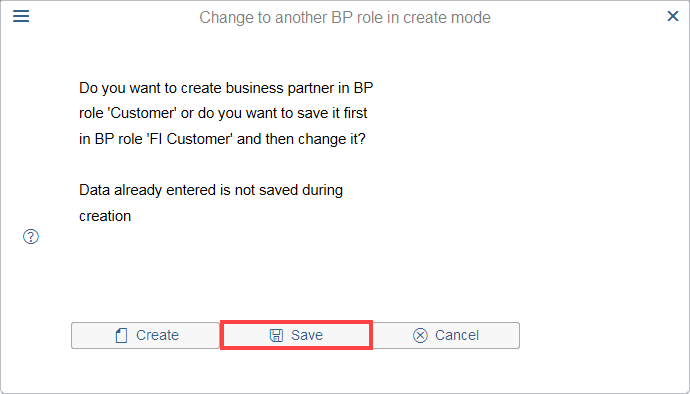 Change to another BP role in create mode
Do you want to create business partner in BP
role 'Customer' or do you want to save it first
in BP role 'FI Customer' and then change it?
Data already entered is not saved during
creation
Create
Save
Cancel